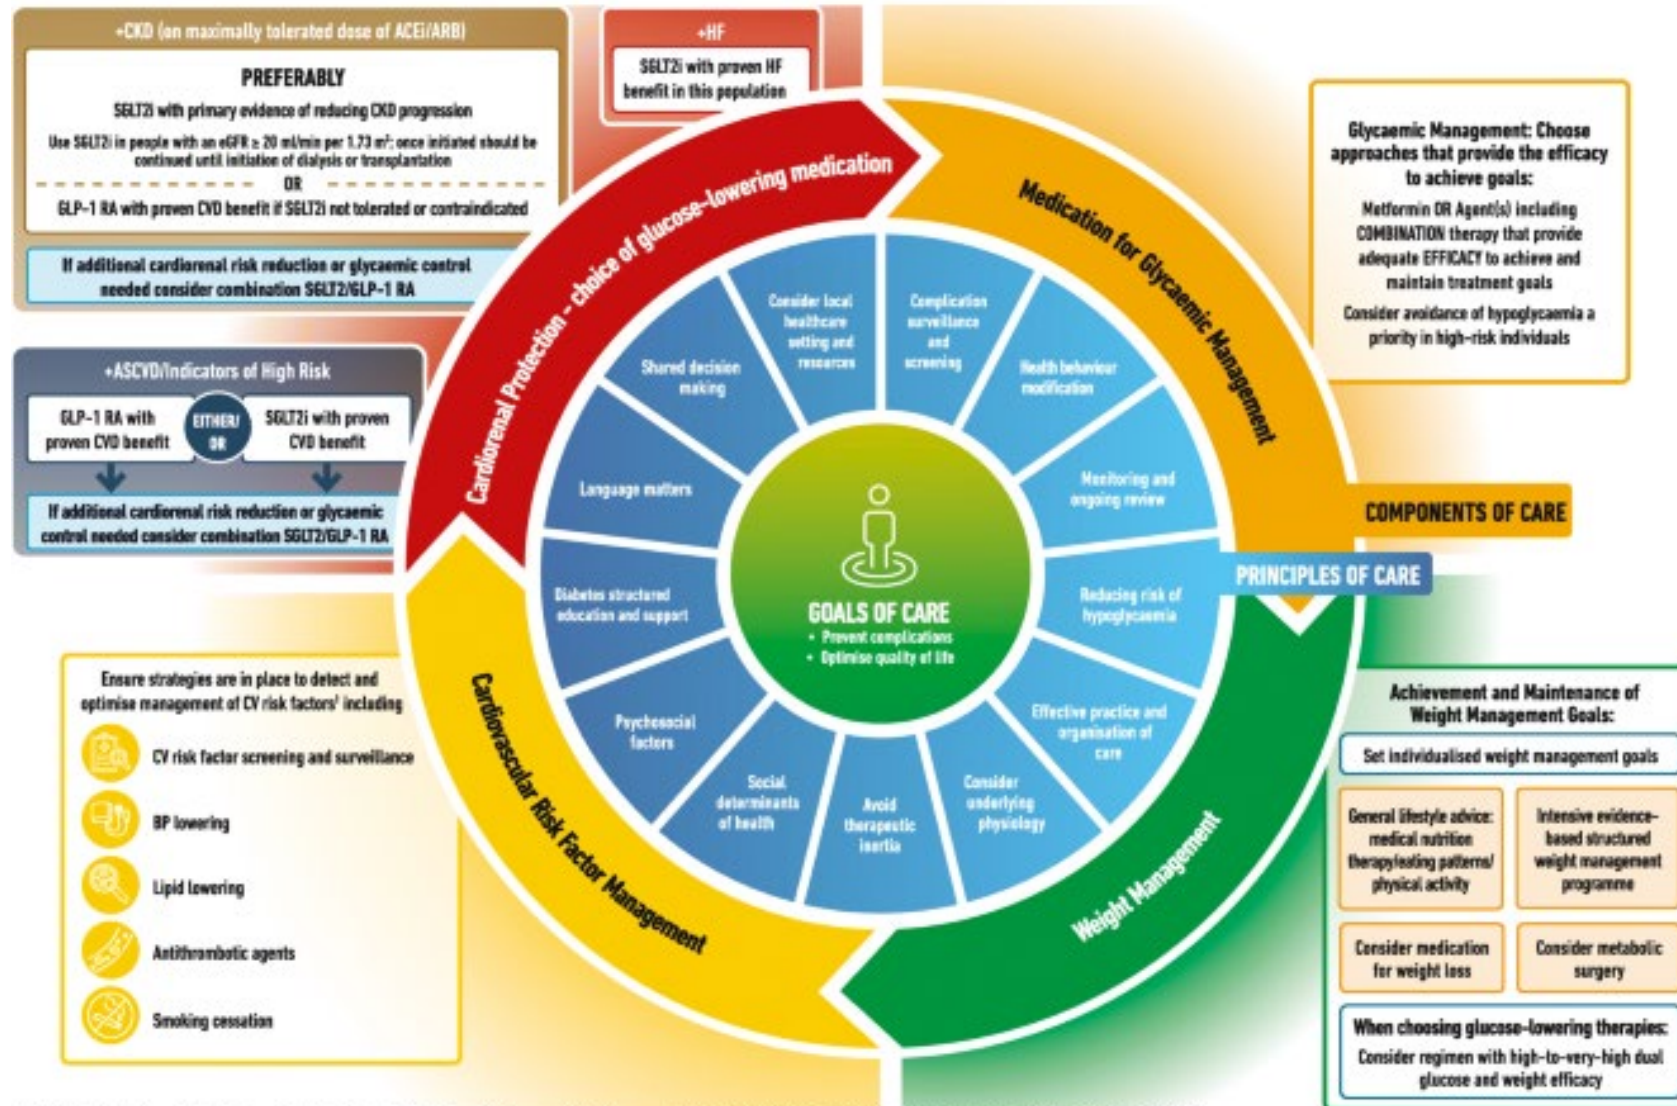 +CKD (on maximally tolerated dose of ACEi/ARB)
PREFERABLY
SGLT2i with primary evidence of reducing CKD progression
Use SGLT2i in people with an eGFR ≥ 20 ml/min per 1.73 m²; once initiated should be
continued until initiation of dialysis or transplantation
OR
GLP-1 RA with proven CVD benefit if SGLT2i not tolerated or contraindicated
If additional cardiorenal risk reduction or glycaemic control
needed consider combination SGLT2/GLP-1 RA
+HF
SGLT2i with proven HF
benefit in this population
+ASCVD/Indicators of High Risk
GLP-1 RA with
proven CVD benefit
EITHER/
OR
SGLT2i with proven
CVD benefit
If additional cardiorenal risk reduction or glycaemic
control needed consider combination SGLT2/GLP-1 RA
Glycaemic Management: Choose
approaches that provide the efficacy
to achieve goals:
Metformin OR Agent(s) including
COMBINATION therapy that provide
adequate EFFICACY to achieve and
maintain treatment goals
Consider avoidance of hypoglycaemia a
priority in high-risk individuals
Cardiorenal Protection - choice of glucose-lowering medication
Medication for Glycaemic Management
Weight Management
Cardiovascular Risk Factor Management
COMPONENTS OF CARE
PRINCIPLES OF CARE
Consider local
healthcare
setting and
resources
Complication
surveillance
and
screening
Health behaviour
modification
Monitoring and
ongoing review
Reducing risk of
hypoglycaemia
Effective practice and
organisation of
care
Consider
underlying
physiology
Avoid
therapeutic
inertia
Social
determinants
of health
Psychosocial
factors
Diabetes structured
education and support
Language matters
Shared decision
making
GOALS OF CARE
• Prevent complications
• Optimise quality of life
Ensure strategies are in place to detect and
optimise management of CV risk factors¹ including
CV risk factor screening and surveillance
BP lowering
Lipid lowering
Antithrombotic agents
Smoking cessation
Achievement and Maintenance of
Weight Management Goals:
Set individualised weight management goals
General lifestyle advice:
medical nutrition
therapy/eating patterns/
physical activity
Intensive evidence-
based structured
weight management
programme
Consider medication
for weight loss
Consider metabolic
surgery
When choosing glucose-lowering therapies:
Consider regimen with high-to-very-high dual
glucose and weight efficacy